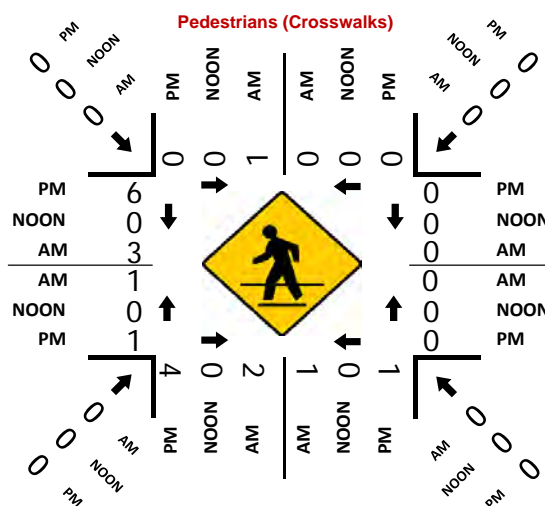 Pedestrians (Crosswalks)
0 PM
0 NOON
0 AM
PM NOON AM AM NOON PM
0 0 1 0 0 0
PM 0
NOON 0
AM 0
PM 6 0 PM
NOON 0 0 NOON
AM 3 0 AM
AM 1 0 AM
NOON 0 0 NOON
PM 1 0 PM
4 0 2 1 0 1
PM NOON AM AM NOON PM
0 AM
0 NOON
0 PM
AM 0
NOON 0
PM 0